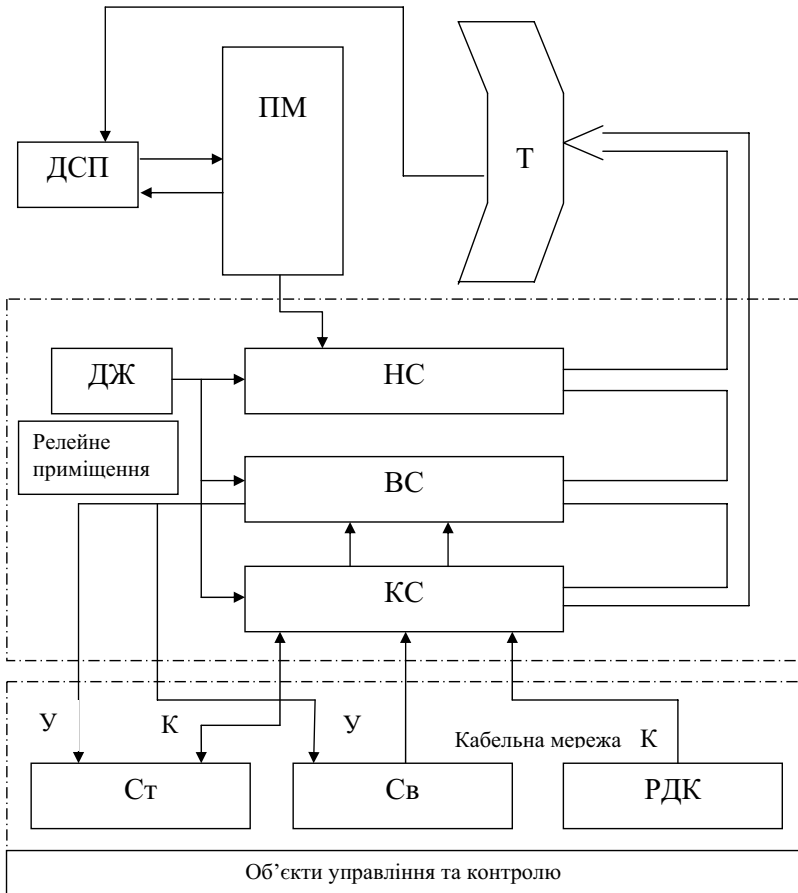 ПМ
Т
ДСП
ДЖ
НС
Релейне
приміщення
ВС
КС
У
К
У
Кабельна мережа
К
Ст
Св
РДК
Об’єкти управління та контролю